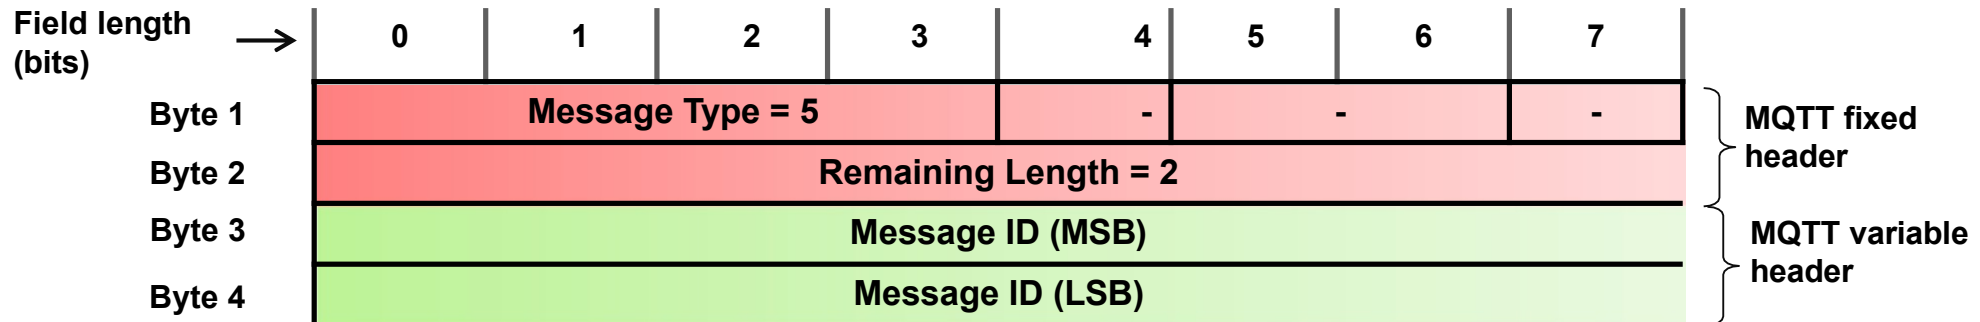 Field length
(bits)
0 1 2 3 4 5 6 7
Byte 1 Message Type = 5 - - -
MQTT fixed
header
Byte 2 Remaining Length = 2
Byte 3 Message ID (MSB)
MQTT variable
header
Byte 4 Message ID (LSB)